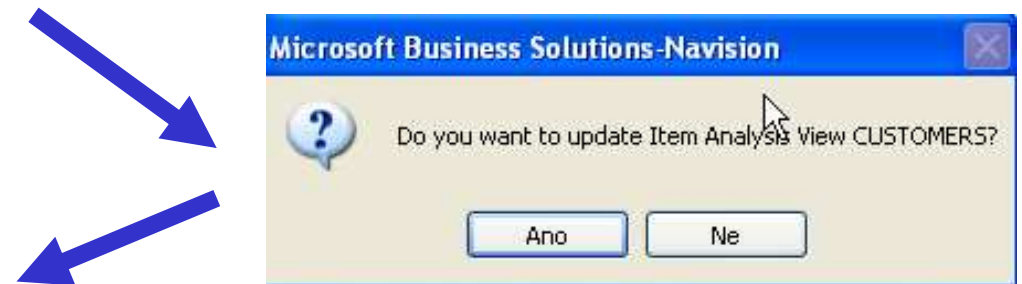 Microsoft Business Solutions-Navision
Do you want to update Item Analysis View CUSTOMERS?
Ano
Ne